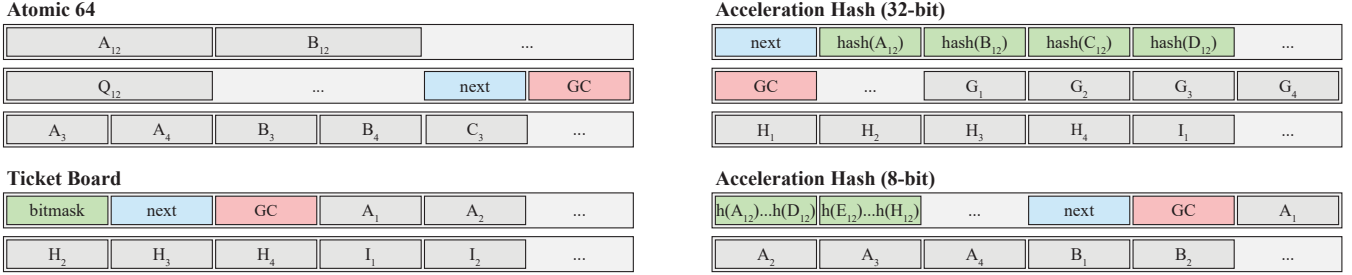 Atomic 64
A₁₂ B₁₂ ...
Q₁₂ ... next GC
A₃ A₄ B₃ B₄ C₃ ...
Ticket Board
bitmask next GC A₁ A₂ ...
H₂ H₃ H₄ I₁ I₂ ...
Acceleration Hash (32-bit)
next hash(A₁₂) hash(B₁₂) hash(C₁₂) hash(D₁₂) ...
GC ... G₁ G₂ G₃ G₄
H₁ H₂ H₃ H₄ I₁ ...
Acceleration Hash (8-bit)
h(A₁₂)...h(D₁₂) h(E₁₂)...h(H₁₂) ... next GC A₁
A₂ A₃ A₄ B₁ B₂ ...